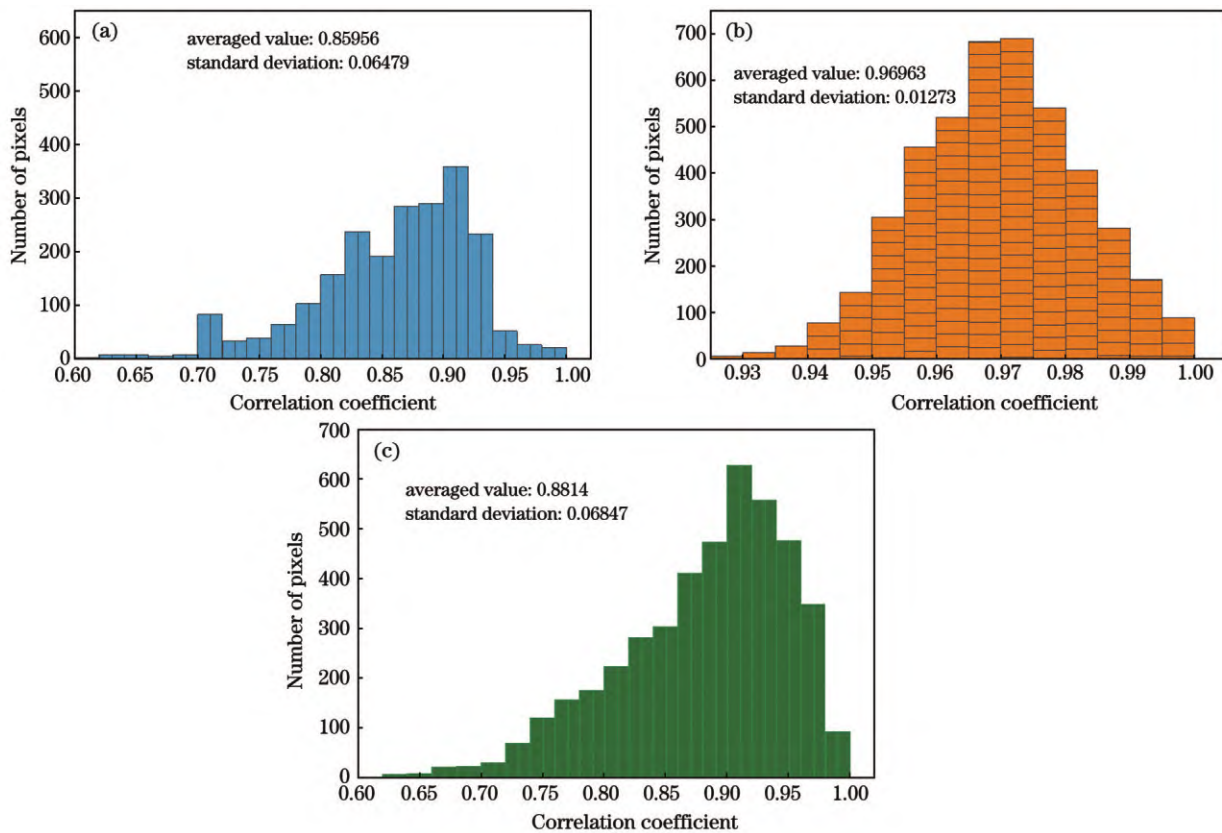 (a)
averaged value: 0.85956
standard deviation: 0.06479
Number of pixels
600
500
400
300
200
100
0
0.60 0.65 0.70 0.75 0.80 0.85 0.90 0.95 1.00
Correlation coefficient
(b)
averaged value: 0.96963
standard deviation: 0.01273
Number of pixels
700
600
500
400
300
200
100
0
0.93 0.94 0.95 0.96 0.97 0.98 0.99 1.00
Correlation coefficient
(c)
averaged value: 0.8814
standard deviation: 0.06847
Number of pixels
700
600
500
400
300
200
100
0
0.60 0.65 0.70 0.75 0.80 0.85 0.90 0.95 1.00
Correlation coefficient